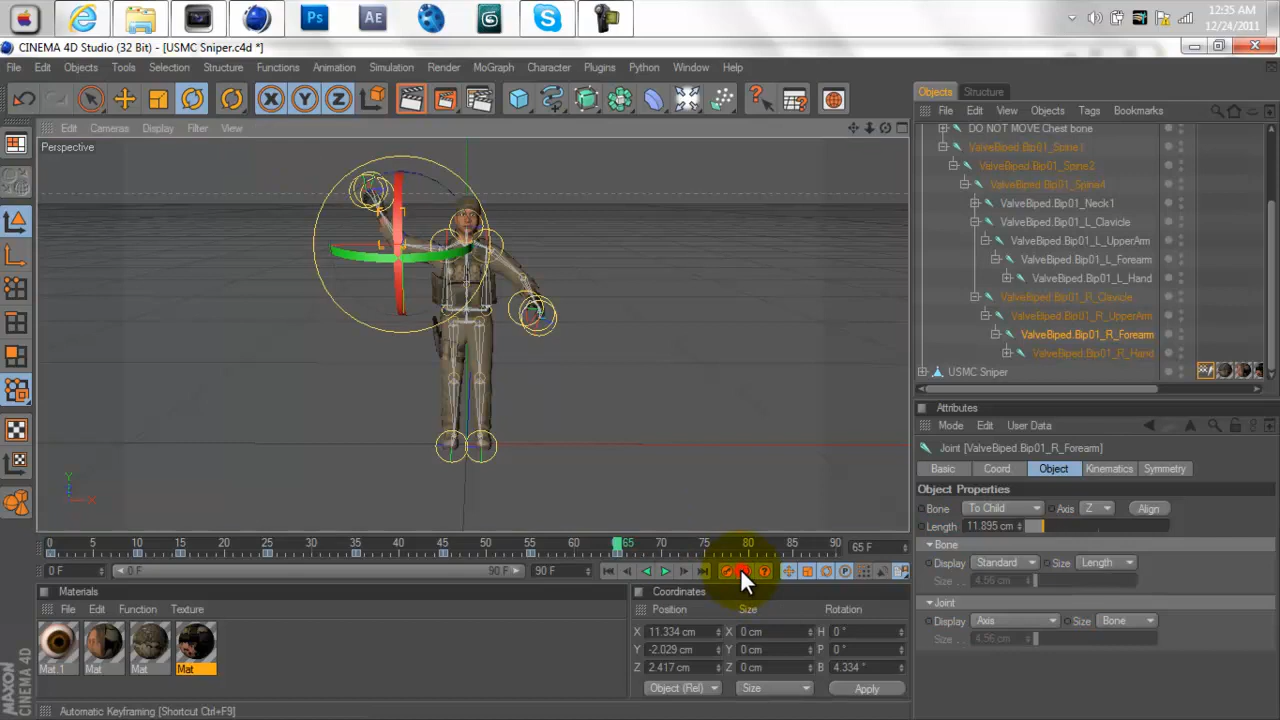 Ps
Ae
12:35 AM
12/24/2011
CINEMA 4D Studio (32 Bit) - [USMC Sniper.c4d *]
File Edit Objects Tools Selection Structure Functions Animation Simulation Render MoGraph Character Plugins Python Window Help
X Y Z
Objects Structure
File Edit View Objects Tags Bookmarks
Edit Cameras Display Filter View
Perspective
DO NOT MOVE Chest bone
ValveBiped.Bip01_Spine1
ValveBiped.Bip01_Spine2
ValveBiped.Bip01_Spine4
ValveBiped.Bip01_Neck1
ValveBiped.Bip01_L_Clavicle
ValveBiped.Bip01_L_UpperArm
ValveBiped.Bip01_L_Forearm
ValveBiped.Bip01_L_Hand
ValveBiped.Bip01_R_Clavicle
ValveBiped.Bip01_R_UpperArm
ValveBiped.Bip01_R_Forearm
ValveBiped.Bip01_R_Hand
USMC Sniper
Attributes
Mode Edit User Data
Joint [ValveBiped.Bip01_R_Forearm]
Basic Coord Object Kinematics Symmetry
Object Properties
Bone To Child Axis Z Align
Length 11.895 cm
Bone
Display Standard Size Length
Size . 4.56 cm
Joint
Display Axis Size Bone
Size . 4.56 cm
Y
X
0 5 10 15 20 25 30 35 40 45 50 55 65 70 75 80 85 90 65 F
0 F 0 F 90 F 90 F
Materials
File Edit Function Texture
Mat.1 Mat Mat Mat
Coordinates
Position Size Rotation
X 11.334 cm X 0 cm H 0 °
Y -2.029 cm Y 0 cm P 0 °
Z 2.417 cm Z 0 cm B 4.334 °
Object (Rel) Size Apply
MAXON
CINEMA 4D
Automatic Keyframing [Shortcut Ctrl+F9]